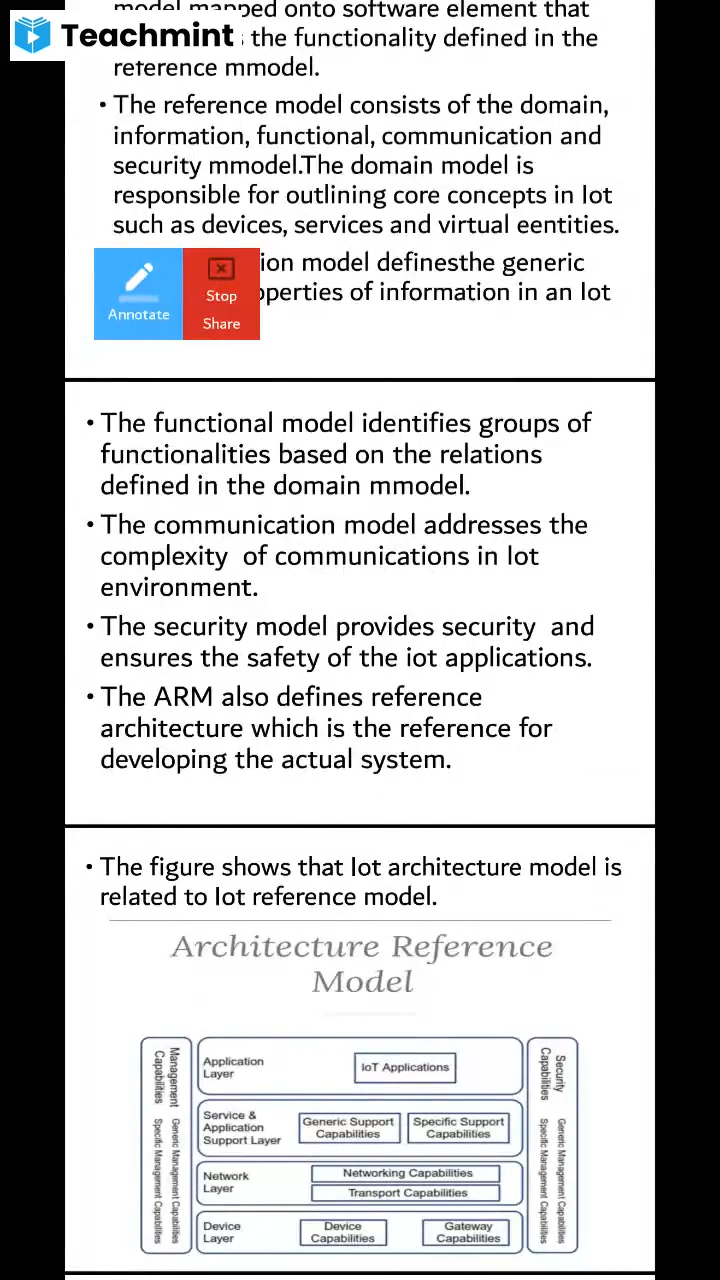 model mapped onto software element that
Teachmint
the functionality defined in the
reference mmodel.
• The reference model consists of the domain,
information, functional, communication and
security mmodel.The domain model is
responsible for outlining core concepts in Iot
such as devices, services and virtual eentities.
ion model definesthe generic
operties of information in an Iot
Annotate
Stop
Share
• The functional model identifies groups of
functionalities based on the relations
defined in the domain mmodel.
• The communication model addresses the
complexity of communications in Iot
environment.
• The security model provides security and
ensures the safety of the iot applications.
• The ARM also defines reference
architecture which is the reference for
developing the actual system.
• The figure shows that Iot architecture model is
related to Iot reference model.
Architecture Reference
Model
Management
Capabilities
Generic Management Capabilities
Specific Management Capabilities
Application
Layer
IoT Applications
Service &
Application
Support Layer
Generic Support
Capabilities
Specific Support
Capabilities
Network
Layer
Networking Capabilities
Transport Capabilities
Device
Layer
Device
Capabilities
Gateway
Capabilities
Security
Capabilities
Generic Management Capabilities
Specific Management Capabilities